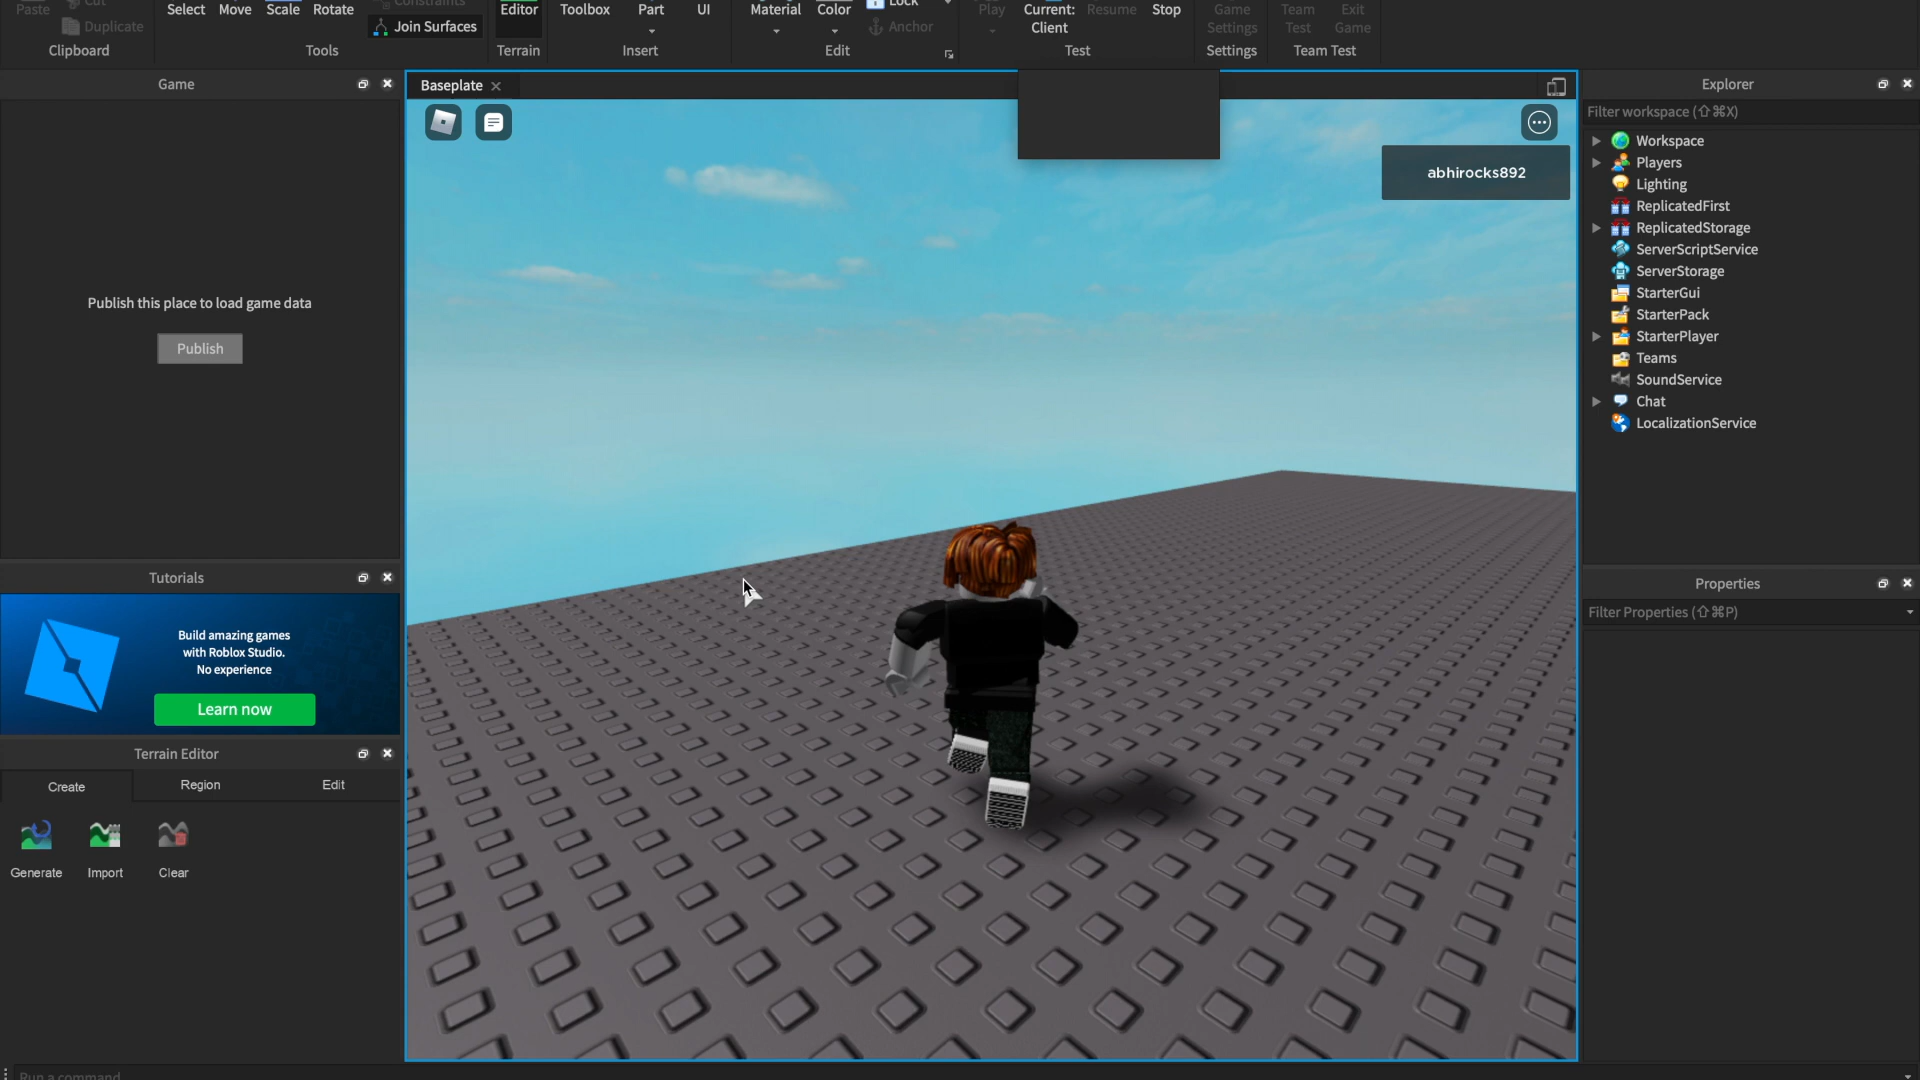 Paste
Cut
Duplicate
Clipboard
Select
Move
Scale
Rotate
Constraints
Join Surfaces
Tools
Editor
Terrain
Toolbox
Part
UI
Insert
Material
Color
Lock
Anchor
Edit
Play
Current:
Client
Resume
Stop
Test
Game
Settings
Settings
Team
Test
Exit
Game
Team Test
Game
Publish this place to load game data
Publish
Tutorials
Build amazing games
with Roblox Studio.
No experience
Learn now
Terrain Editor
Create
Region
Edit
Generate
Import
Clear
Baseplate
abhirocks892
Explorer
Filter workspace (⇧⌘X)
Workspace
Players
Lighting
ReplicatedFirst
ReplicatedStorage
ServerScriptService
ServerStorage
StarterGui
StarterPack
StarterPlayer
Teams
SoundService
Chat
LocalizationService
Properties
Filter Properties (⇧⌘P)
Run a command